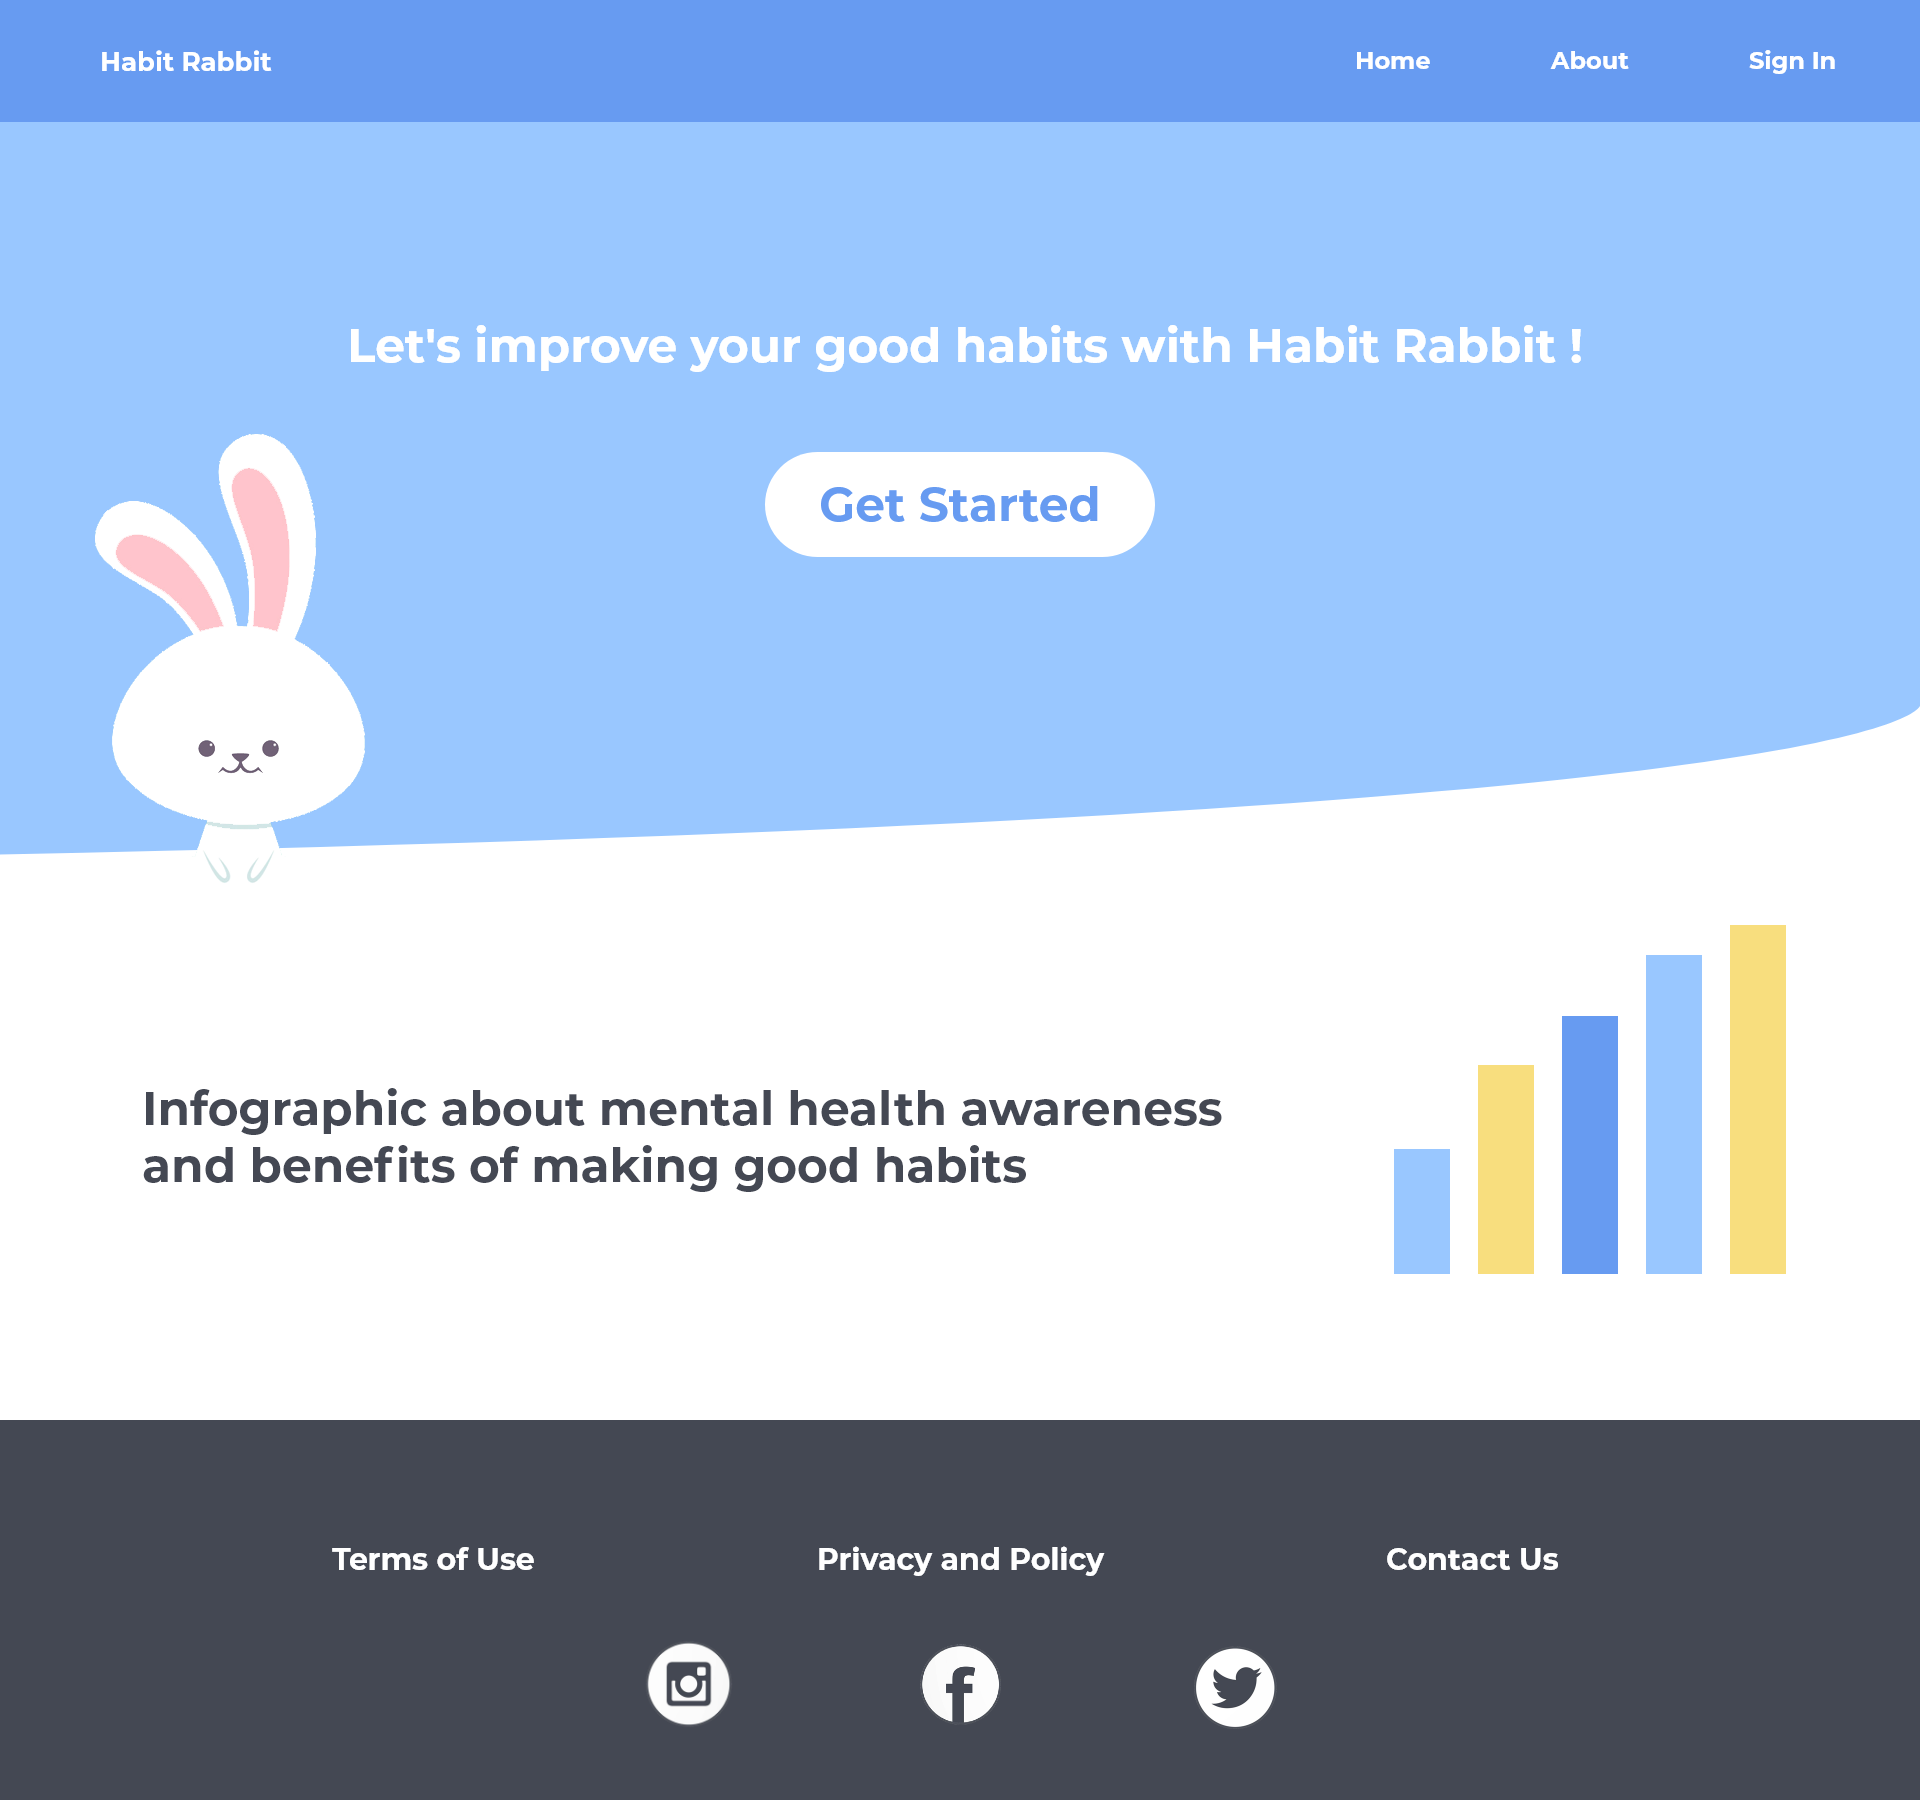 Habit Rabbit
Home
About
Sign In
Let's improve your good habits with Habit Rabbit !
Get Started
Infographic about mental health awareness
and benefits of making good habits
Terms of Use
Privacy and Policy
Contact Us